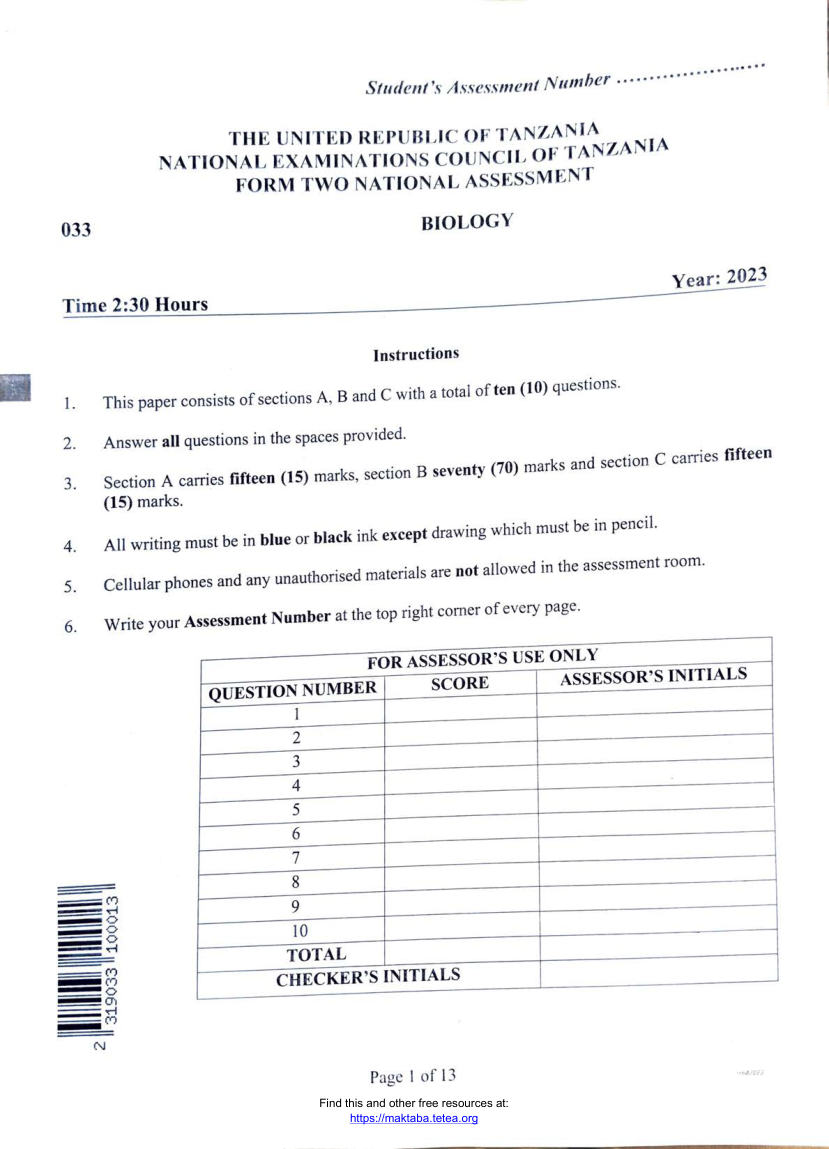 Student's Assessment Number .......................
THE UNITED REPUBLIC OF TANZANIA
NATIONAL EXAMINATIONS COUNCIL OF TANZANIA
FORM TWO NATIONAL ASSESSMENT
033 BIOLOGY
Time 2:30 Hours Year: 2023
Instructions
1. This paper consists of sections A, B and C with a total of ten (10) questions.
2. Answer all questions in the spaces provided.
3. Section A carries fifteen (15) marks, section B seventy (70) marks and section C carries fifteen
(15) marks.
4. All writing must be in blue or black ink except drawing which must be in pencil.
5. Cellular phones and any unauthorised materials are not allowed in the assessment room.
6. Write your Assessment Number at the top right corner of every page.
FOR ASSESSOR'S USE ONLY
QUESTION NUMBER SCORE ASSESSOR'S INITIALS
1
2
3
4
5
6
7
8
9
10
TOTAL
CHECKER'S INITIALS
2 319033 100013
Page 1 of 13
Find this and other free resources at:
https://maktaba.tetea.org